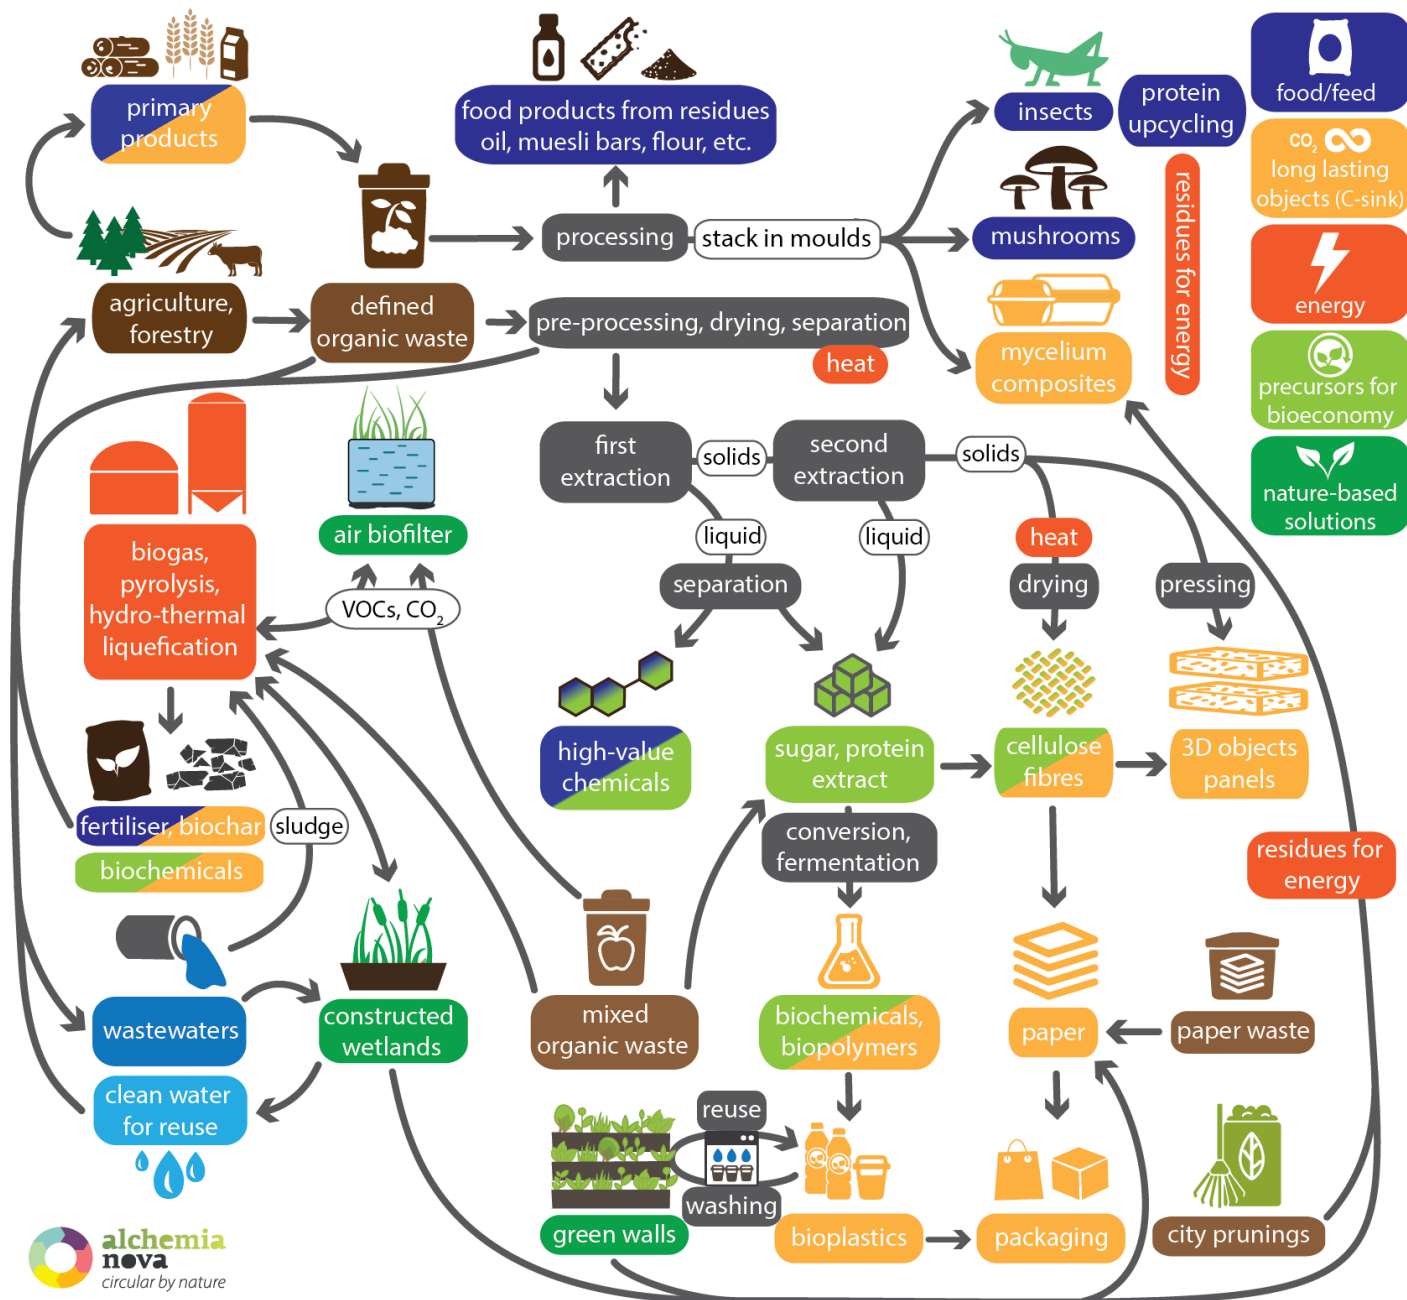 primary
products
food products from residues
oil, muesli bars, flour, etc.
insects
protein
upcycling
food/feed
CO2
long lasting
objects (C-sink)
residues for energy
processing
stack in moulds
mushrooms
agriculture,
forestry
defined
organic waste
pre-processing, drying, separation
heat
mycelium
composites
energy
precursors for
bioeconomy
nature-based
solutions
first
extraction
solids
second
extraction
solids
air biofilter
liquid
liquid
heat
biogas,
pyrolysis,
hydro-thermal
liquefication
VOCs, CO2
separation
drying
pressing
high-value
chemicals
sugar, protein
extract
cellulose
fibres
3D objects
panels
fertiliser, biochar
sludge
biochemicals
conversion,
fermentation
residues for
energy
wastewaters
constructed
wetlands
mixed
organic waste
biochemicals,
biopolymers
paper
paper waste
clean water
for reuse
reuse
washing
green walls
bioplastics
packaging
city prunings
alchemia
nova
circular by nature